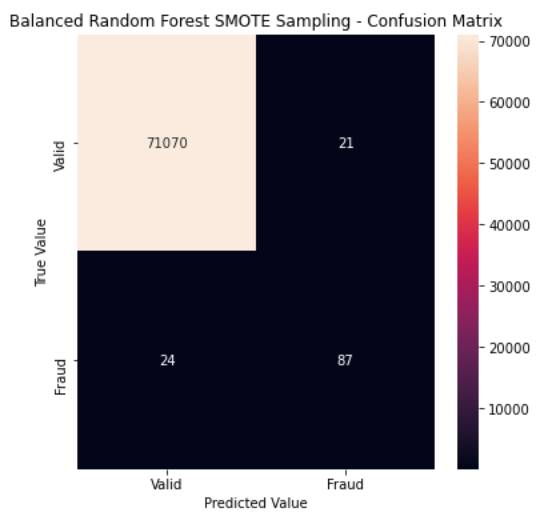 Balanced Random Forest SMOTE Sampling - Confusion Matrix
True Value
Valid
Fraud
71070
21
24
87
Valid
Fraud
Predicted Value
70000
60000
50000
40000
30000
20000
10000